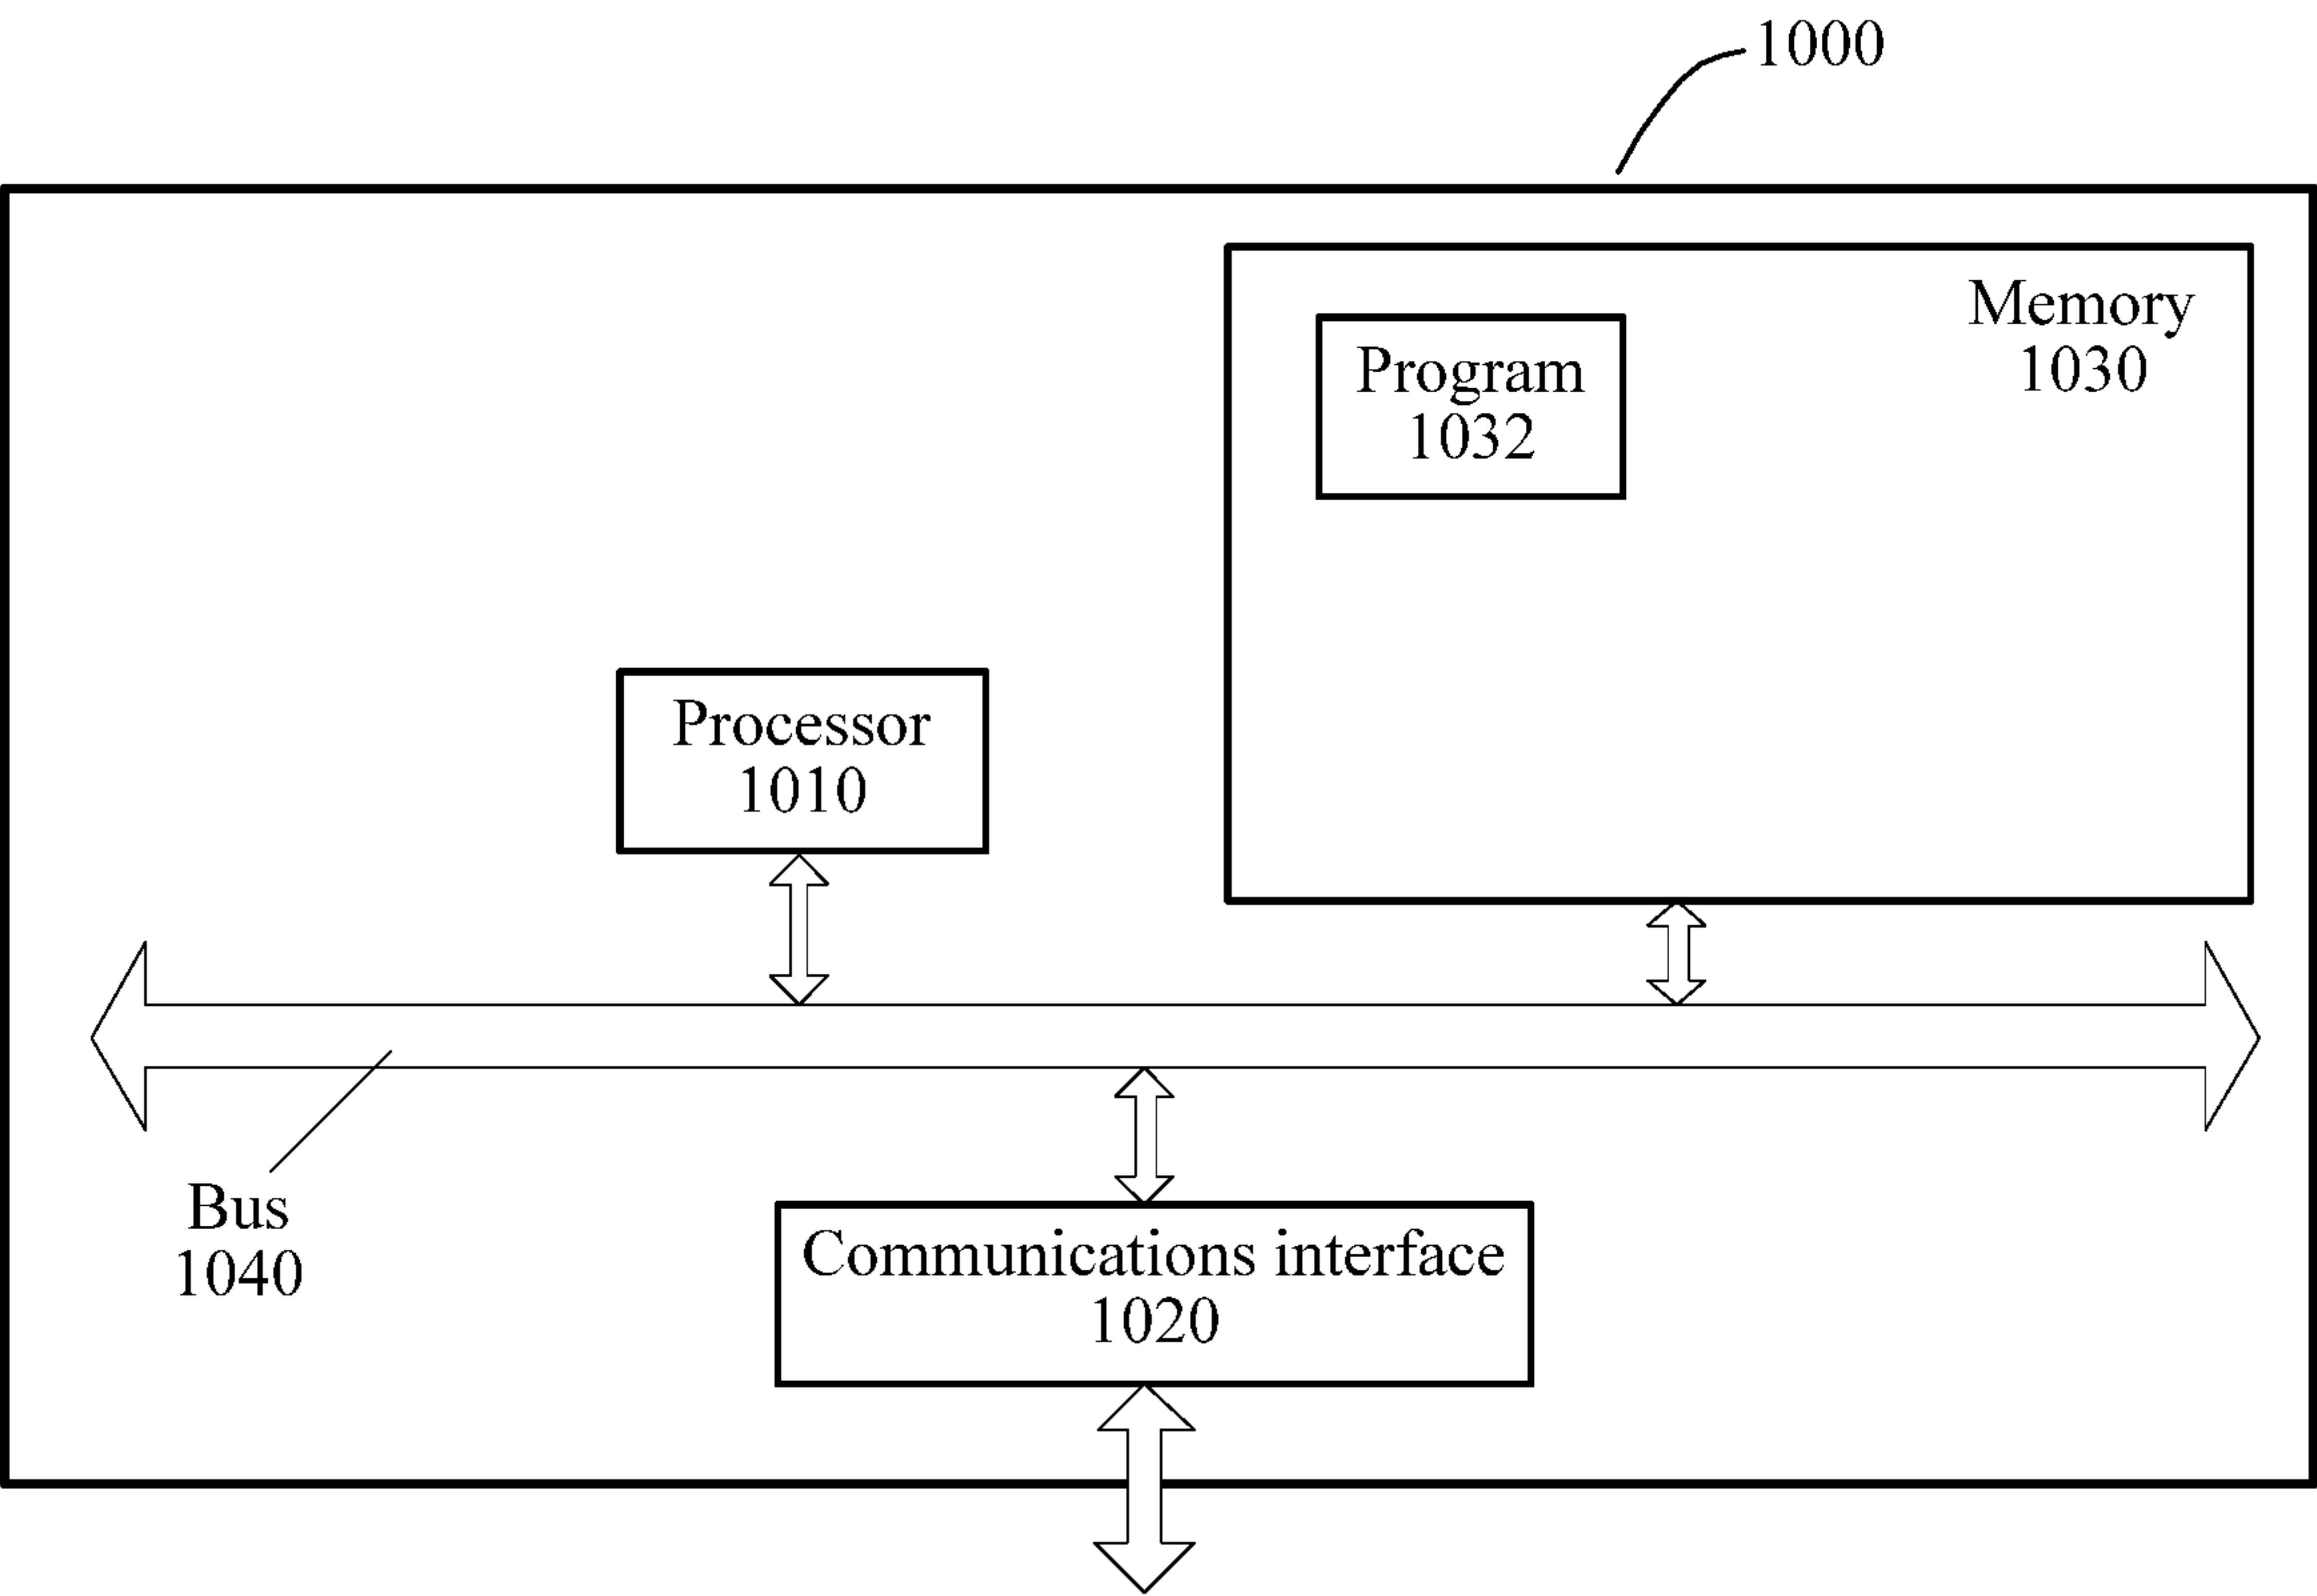 1000
Memory
1030
Program
1032
Processor
1010
Bus
1040
Communications interface
1020